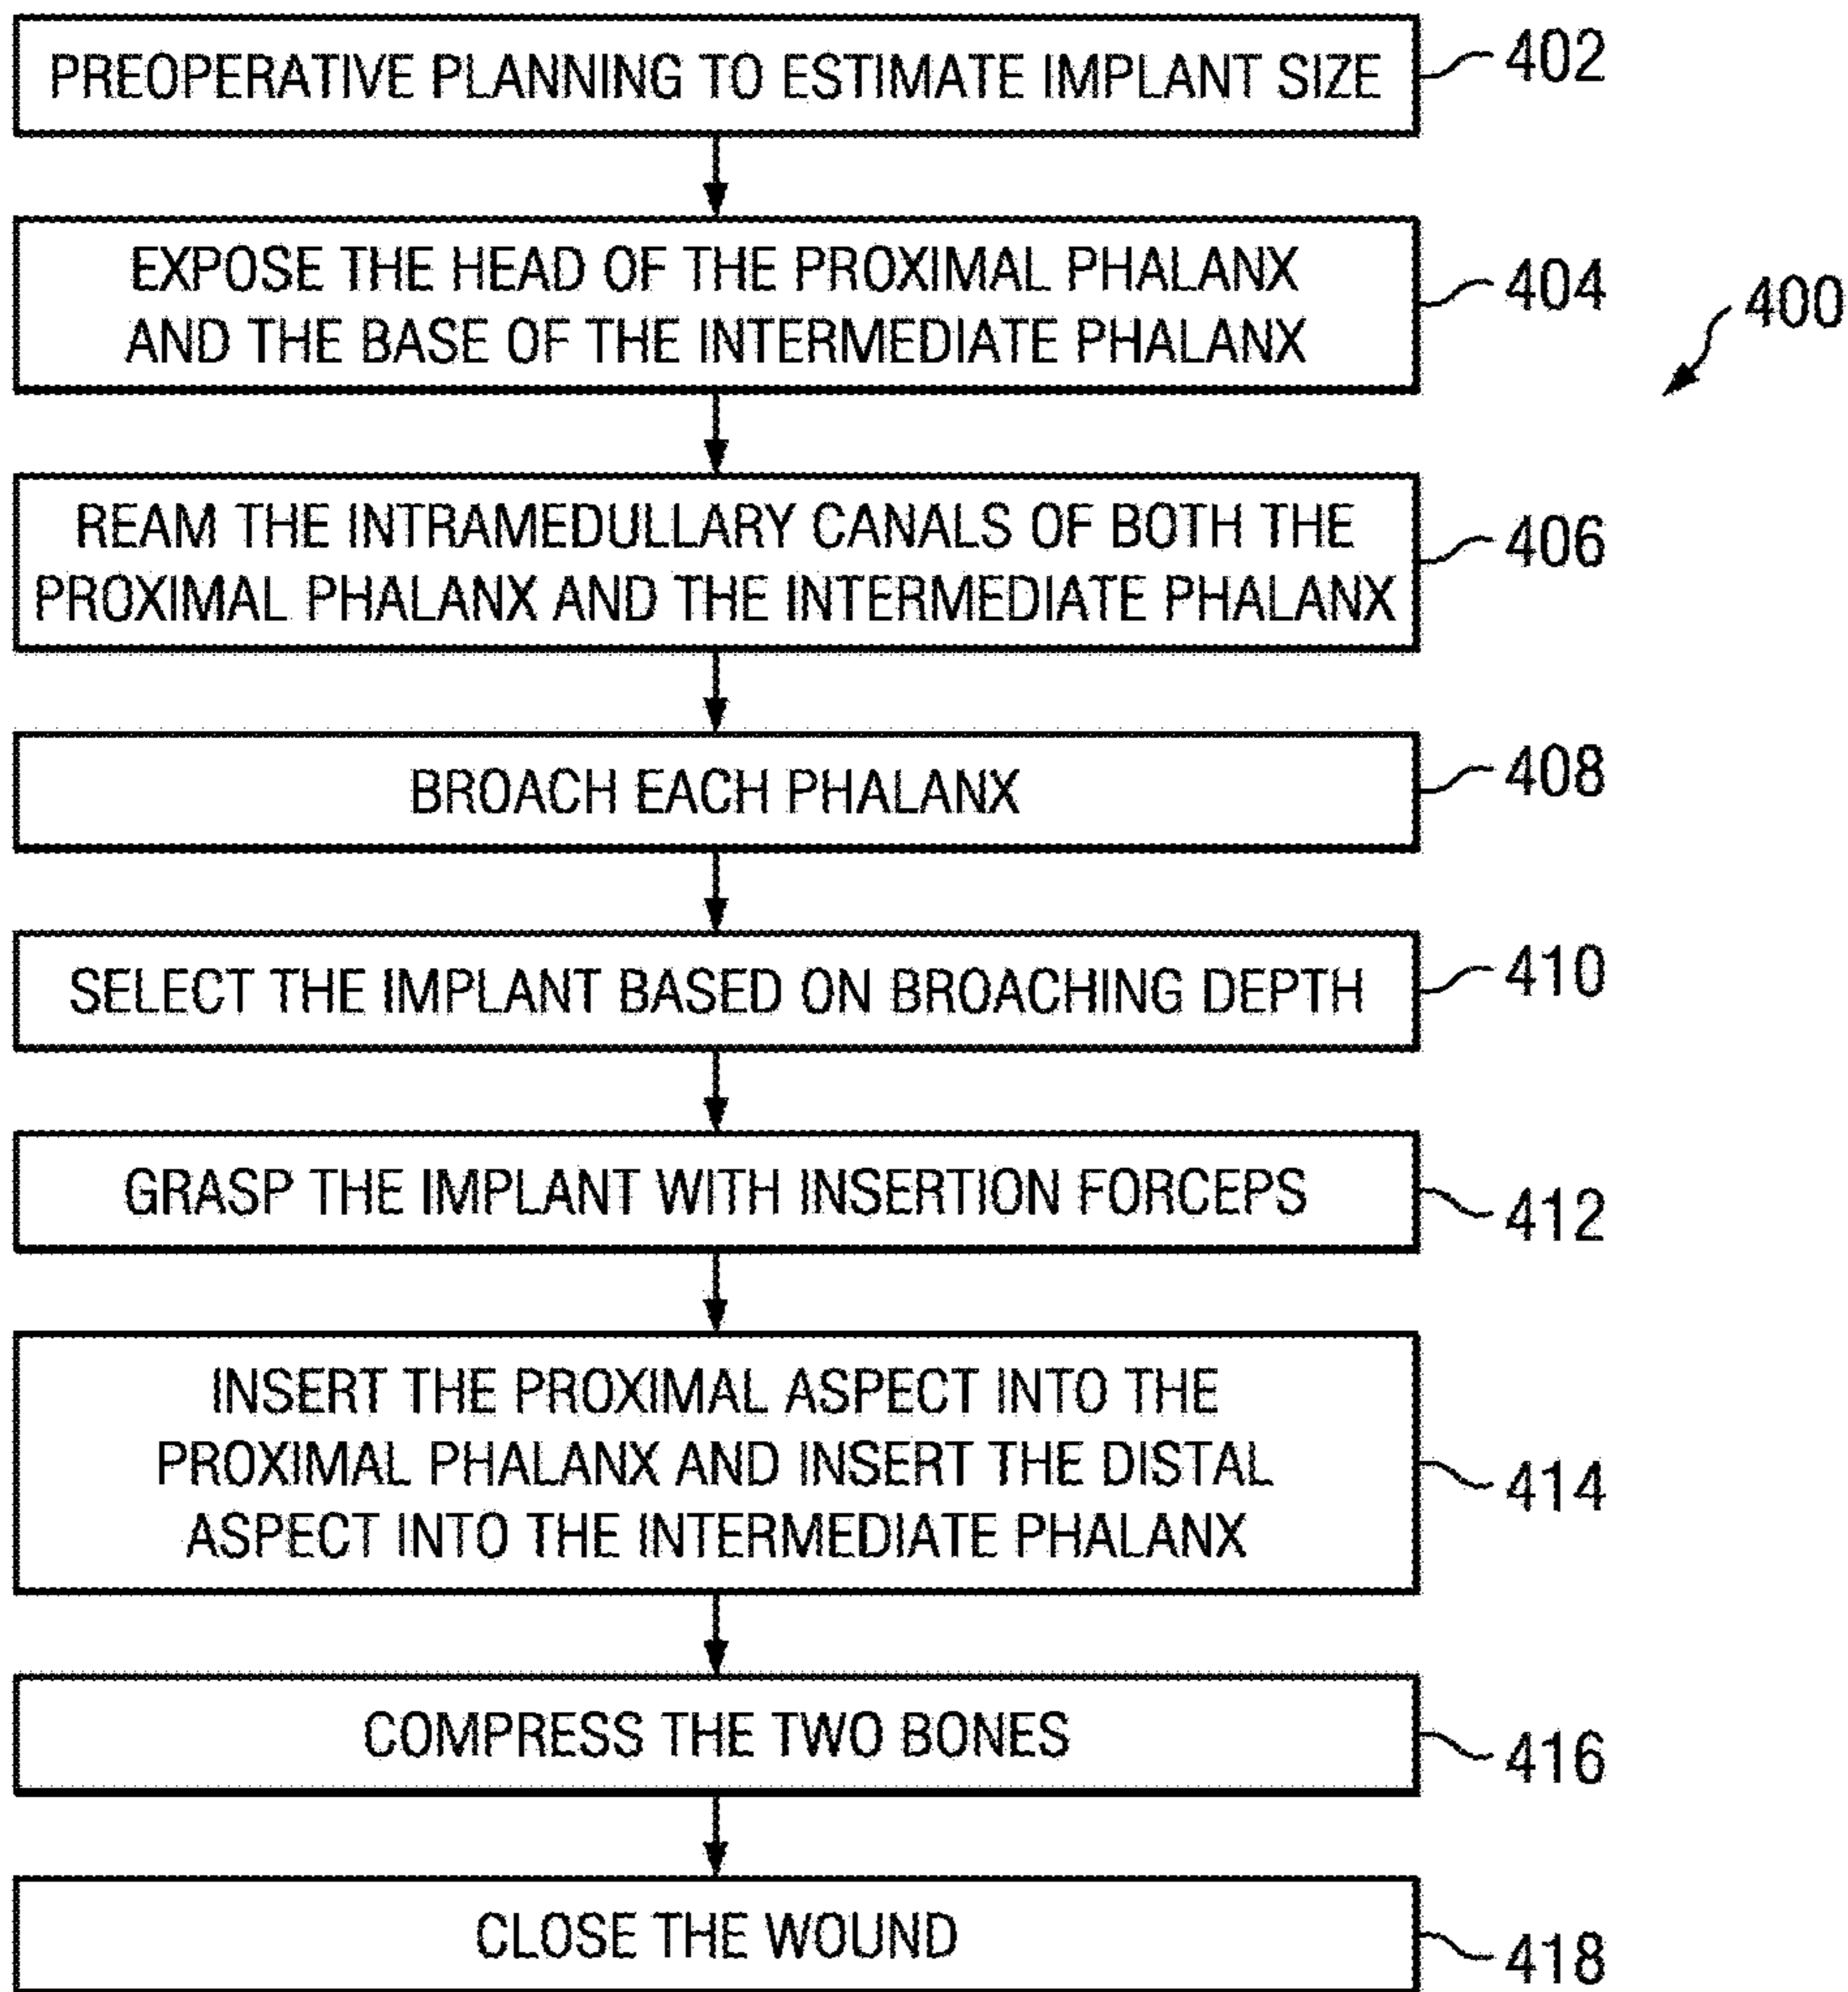 PREOPERATIVE PLANNING TO ESTIMATE IMPLANT SIZE
402
EXPOSE THE HEAD OF THE PROXIMAL PHALANX
AND THE BASE OF THE INTERMEDIATE PHALANX
404
400
REAM THE INTRAMEDULLARY CANALS OF BOTH THE
PROXIMAL PHALANX AND THE INTERMEDIATE PHALANX
406
BROACH EACH PHALANX
408
SELECT THE IMPLANT BASED ON BROACHING DEPTH
410
GRASP THE IMPLANT WITH INSERTION FORCEPS
412
INSERT THE PROXIMAL ASPECT INTO THE
PROXIMAL PHALANX AND INSERT THE DISTAL
ASPECT INTO THE INTERMEDIATE PHALANX
414
COMPRESS THE TWO BONES
416
CLOSE THE WOUND
418